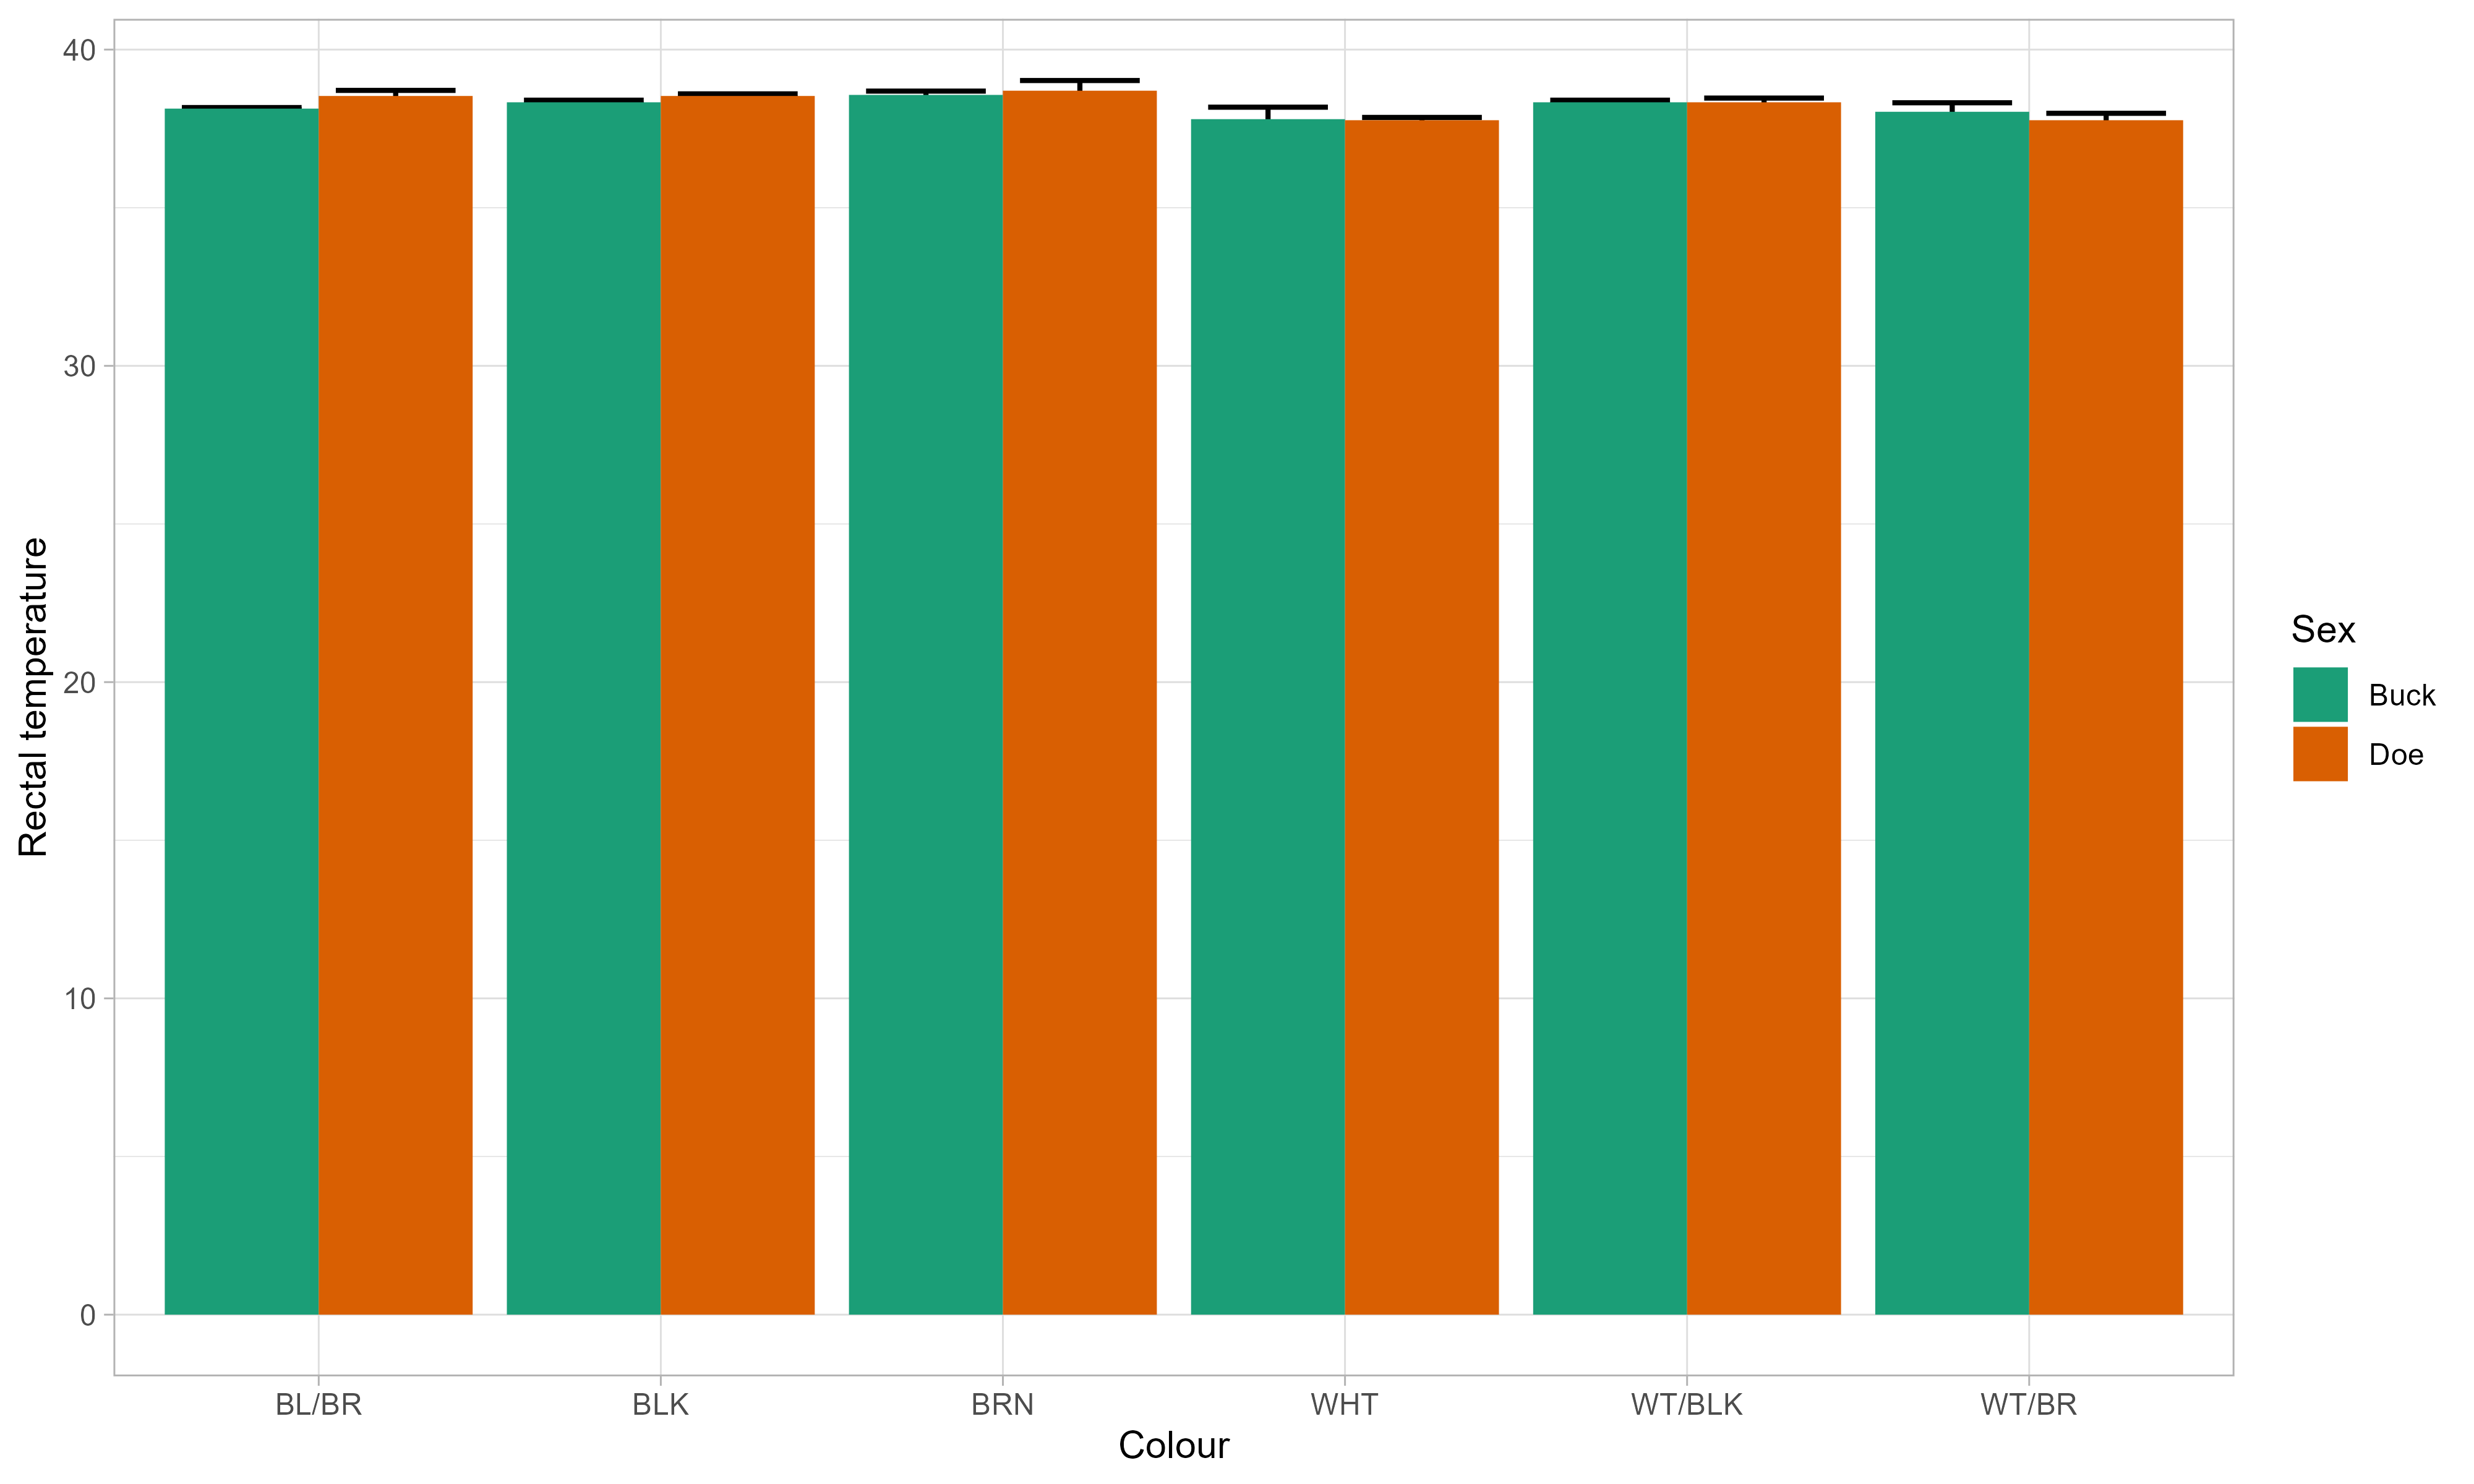 40
30
20
10
0
Rectal temperature
BL/BR
BLK
BRN
WHT
WT/BLK
WT/BR
Colour
Sex
Buck
Doe